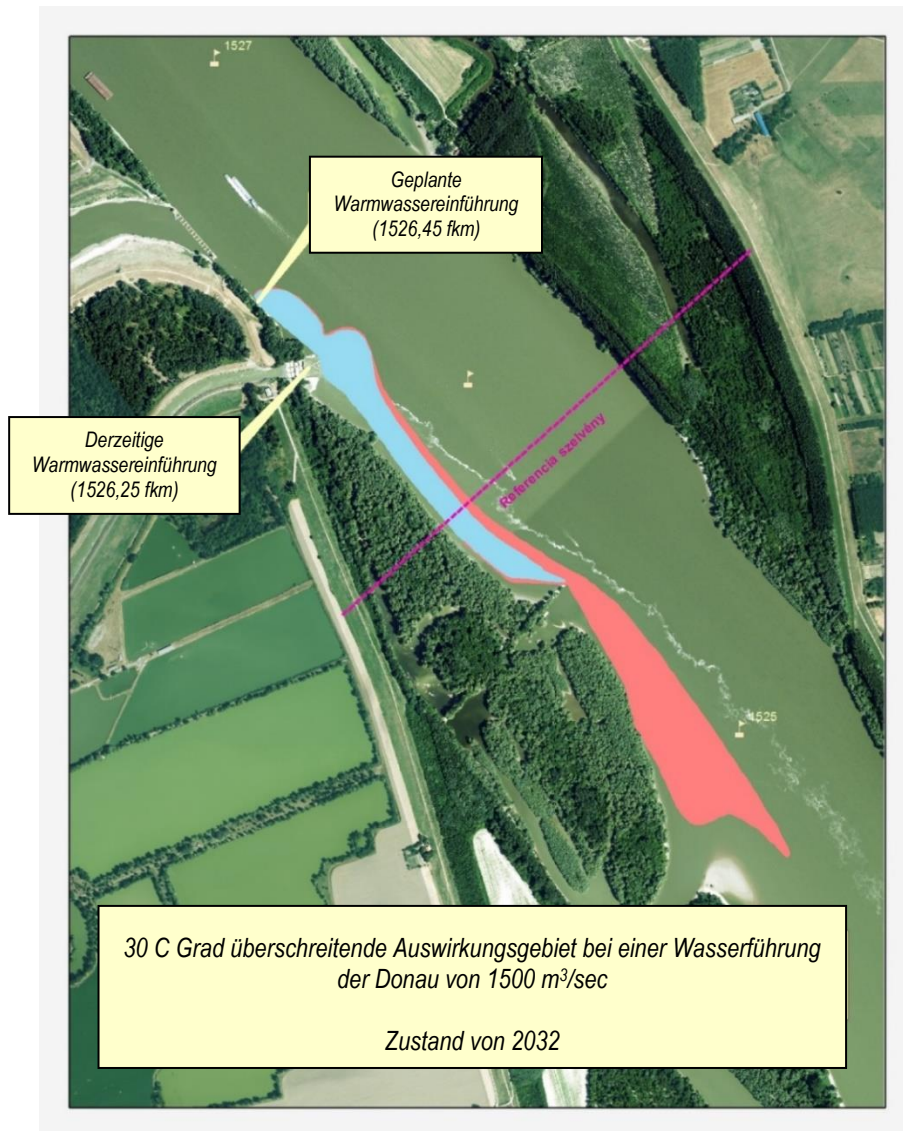 1527
Geplante
Warmwassereinführung
(1526,45 fkm)
Derzeitige
Warmwassereinführung
(1526,25 fkm)
Referencia szelvény
1525
30 C Grad überschreitende Auswirkungsgebiet bei einer Wasserführung
der Donau von 1500 m³/sec
Zustand von 2032